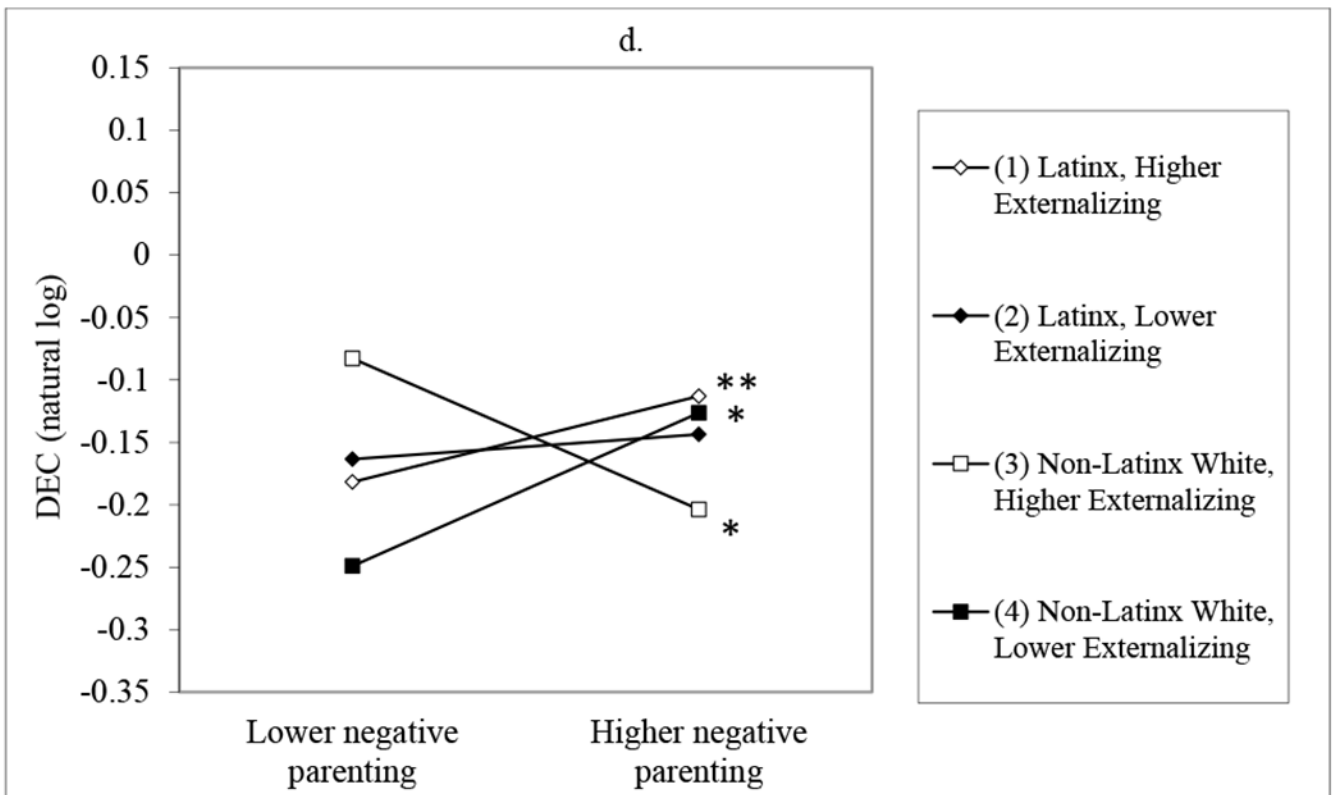 d.
0.15
0.1
0.05
0
-0.05
-0.1
-0.15
-0.2
-0.25
-0.3
-0.35
DEC (natural log)
**
*
*
Lower negative
parenting
Higher negative
parenting
(1) Latinx, Higher
Externalizing
(2) Latinx, Lower
Externalizing
(3) Non-Latinx White,
Higher Externalizing
(4) Non-Latinx White,
Lower Externalizing